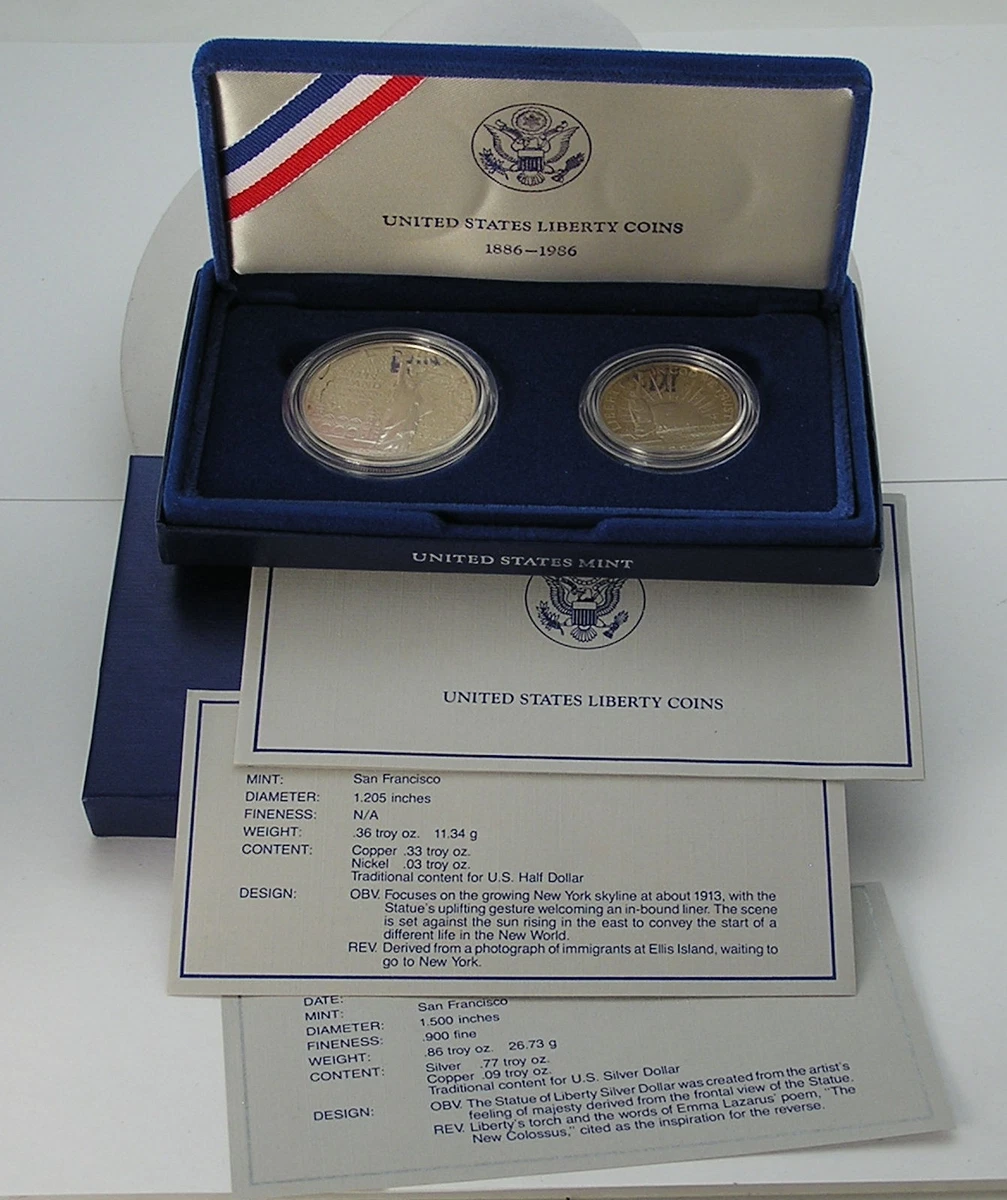 UNITED STATES LIBERTY COINS
1886–1986
UNITED STATES MINT
UNITED STATES LIBERTY COINS
MINT: San Francisco
DIAMETER: 1.205 inches
FINENESS: N/A
WEIGHT: .36 troy oz. 11.34 g
CONTENT: Copper .33 troy oz.
Nickel .03 troy oz.
Traditional content for U.S. Half Dollar
DESIGN: OBV. Focuses on the growing New York skyline at about 1913, with the
Statue's uplifting gesture welcoming an in-bound liner. The scene
is set against the sun rising in the east to convey the start of a
different life in the New World.
REV. Derived from a photograph of immigrants at Ellis Island, waiting to
go to New York.
DATE:
MINT: San Francisco
DIAMETER: 1.500 inches
FINENESS: .900 fine
WEIGHT: .86 troy oz. 26.73 g
CONTENT: Silver .77 troy oz.
Copper .09 troy oz.
Traditional content for U.S. Silver Dollar
DESIGN: OBV. The Statue of Liberty Silver Dollar was created from the artist's
feeling of majesty derived from the frontal view of the Statue.
REV. Liberty's torch and the words of Emma Lazarus' poem, "The
New Colossus," cited as the inspiration for the reverse.